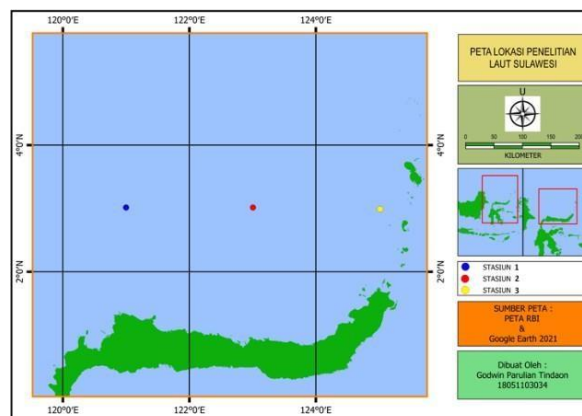 120°0'E 122°0'E 124°0'E
4°0'N 4°0'N
2°0'N 2°0'N
120°0'E 122°0'E 124°0'E
PETA LOKASI PENELITIAN
LAUT SULAWESI
U
0 50 100 150 200
KILOMETER
STASIUN 1
STASIUN 2
STASIUN 3
SUMBER PETA :
PETA RBI
&
Google Earth 2021
Dibuat Oleh :
Godwin Parulian Tindaon
18051103034